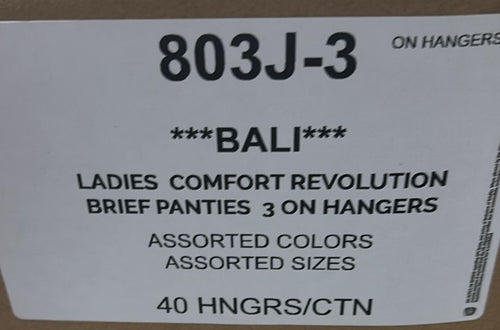 803J-3
ON HANGERS
***BALI***
LADIES COMFORT REVOLUTION
BRIEF PANTIES 3 ON HANGERS
ASSORTED COLORS
ASSORTED SIZES
40 HNGRS/CTN